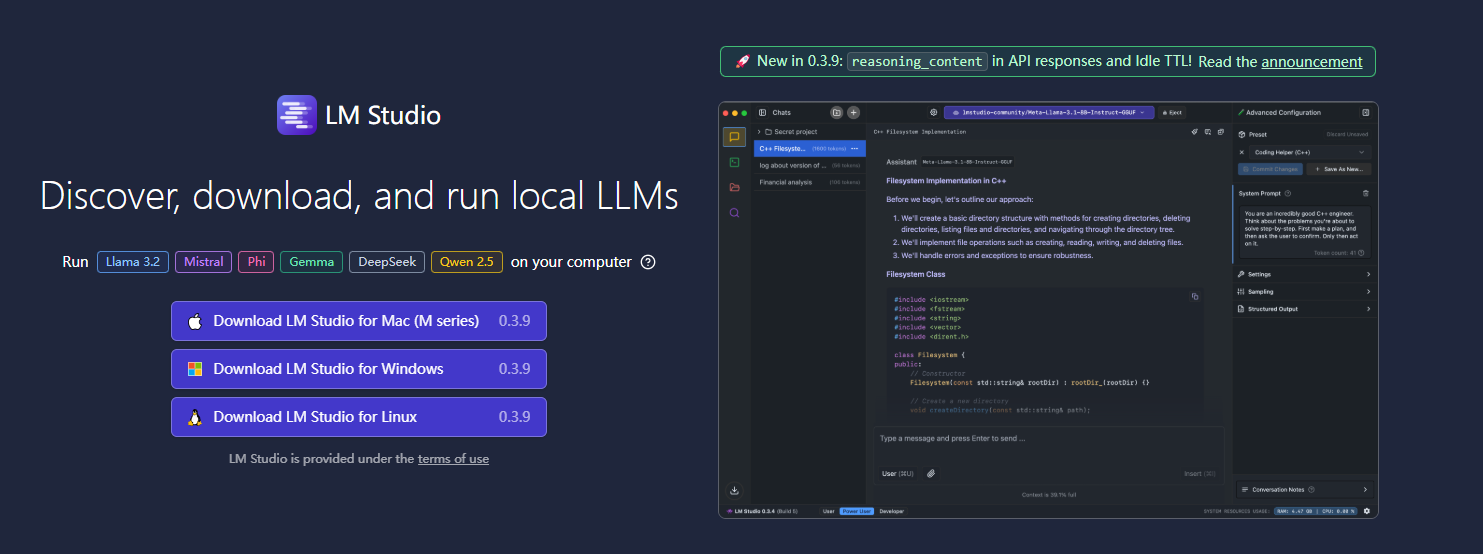 LM Studio
Discover, download, and run local LLMs
Run Llama 3.2 Mistral Phi Gemma DeepSeek Qwen 2.5 on your computer
Download LM Studio for Mac (M series) 0.3.9
Download LM Studio for Windows 0.3.9
Download LM Studio for Linux 0.3.9
LM Studio is provided under the terms of use
New in 0.3.9: reasoning_content in API responses and Idle TTL! Read the announcement
Chats
Secret project
C++ Filesyste... (1600 tokens)
log about version of ... (98 tokens)
Financial analysis
lmstudio-community/Meta-Llama-3.1-8B-Instruct-GGUF
Eject
C++ Filesystem Implementation
Assistant Meta-Llama-3.1-8B-Instruct-GGUF
Filesystem Implementation in C++
Before we begin, let's outline our approach:
1. We'll create a basic directory structure with methods for creating directories, deleting
directories, listing files and directories, and navigating through the directory tree.
2. We'll implement file operations such as creating, reading, writing, and deleting files.
3. We'll handle errors and exceptions to ensure robustness.
Filesystem Class
#include <iostream>
#include <fstream>
#include <string>
#include <vector>
#include <dirent.h>
class Filesystem {
public:
// Constructor
Filesystem(const std::string& rootDir) : rootDir_(rootDir) {}
// Create a new directory
void createDirectory(const std::string& path);
Type a message and press Enter to send ...
User (⌘U)
Insert (⌘I)
Context is 39.1% full
Advanced Configuration
Preset
Discard Unsaved
Coding Helper (C++)
Commit Changes
+ Save As New...
System Prompt
You are an incredibly good C++ engineer.
Think about the problems you're about to
solve step-by-step. First make a plan, and
then ask the user to confirm. Only then act
on it.
Token count: 41
Settings
Sampling
Structured Output
Conversation Notes
LM Studio 0.3.4 (Build 5)
User Power User Developer
SYSTEM RESOURCES USAGE: RAM: 4.47 GB | CPU: 0.00 %